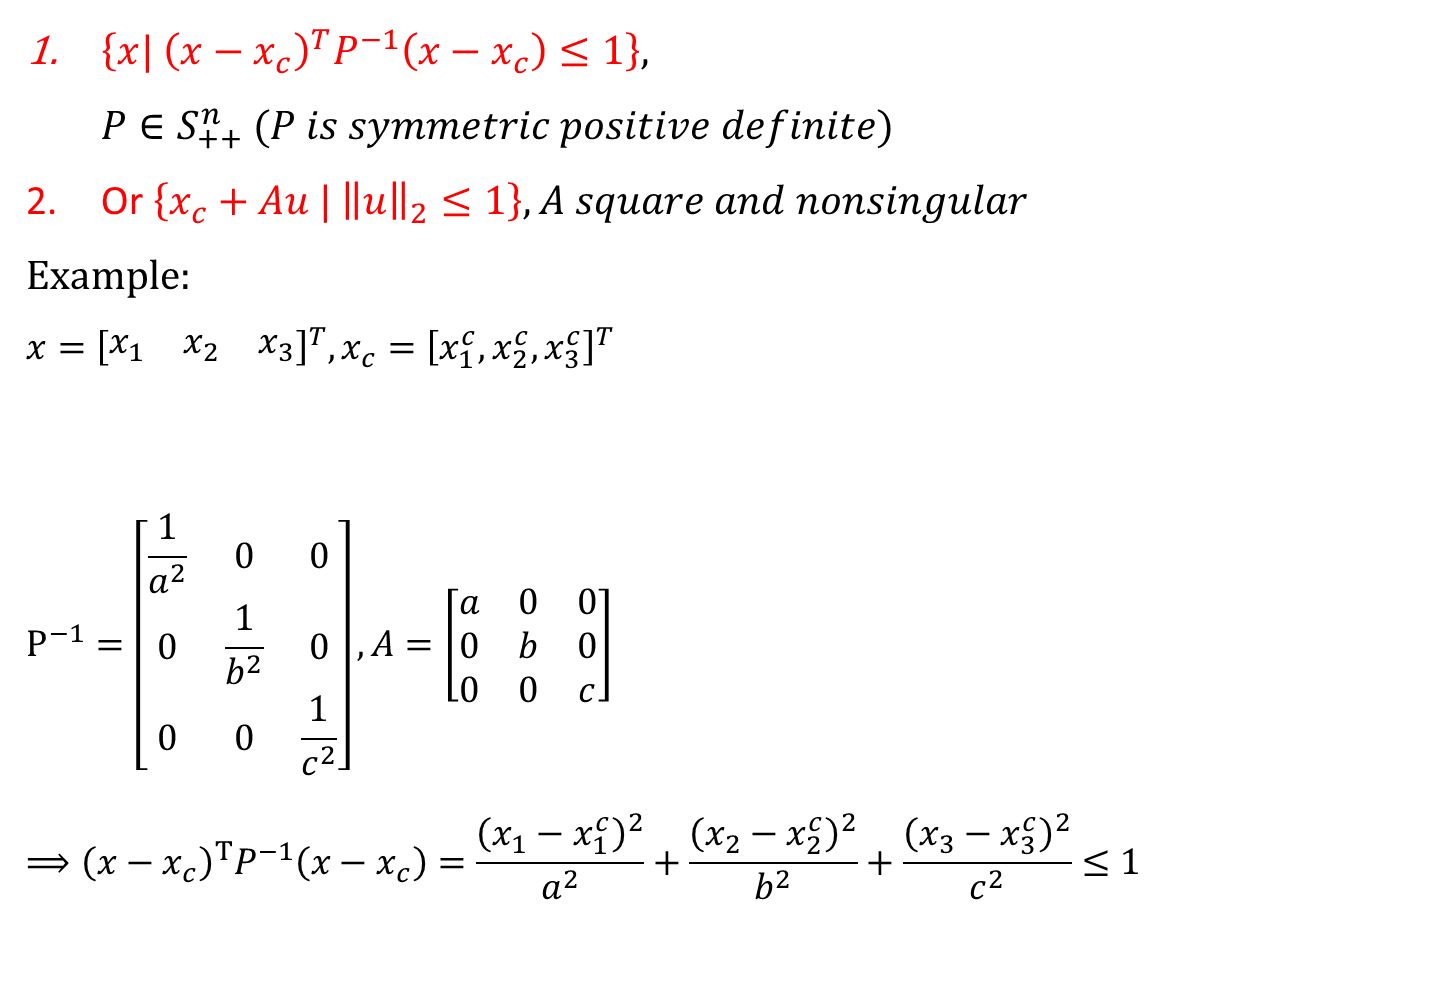 1. {x| (x − x_c)^T P^{−1}(x − x_c) ≤ 1},
P ∈ S^n_{++} (P is symmetric positive definite)
2. Or {x_c + Au | ‖u‖_2 ≤ 1}, A square and nonsingular
Example:
x = [x_1 x_2 x_3]^T, x_c = [x_1^c, x_2^c, x_3^c]^T
P^{−1} = [1/a^2 0 0; 0 1/b^2 0; 0 0 1/c^2], A = [a 0 0; 0 b 0; 0 0 c]
⟹ (x − x_c)^T P^{−1}(x − x_c) = (x_1 − x_1^c)^2/a^2 + (x_2 − x_2^c)^2/b^2 + (x_3 − x_3^c)^2/c^2 ≤ 1